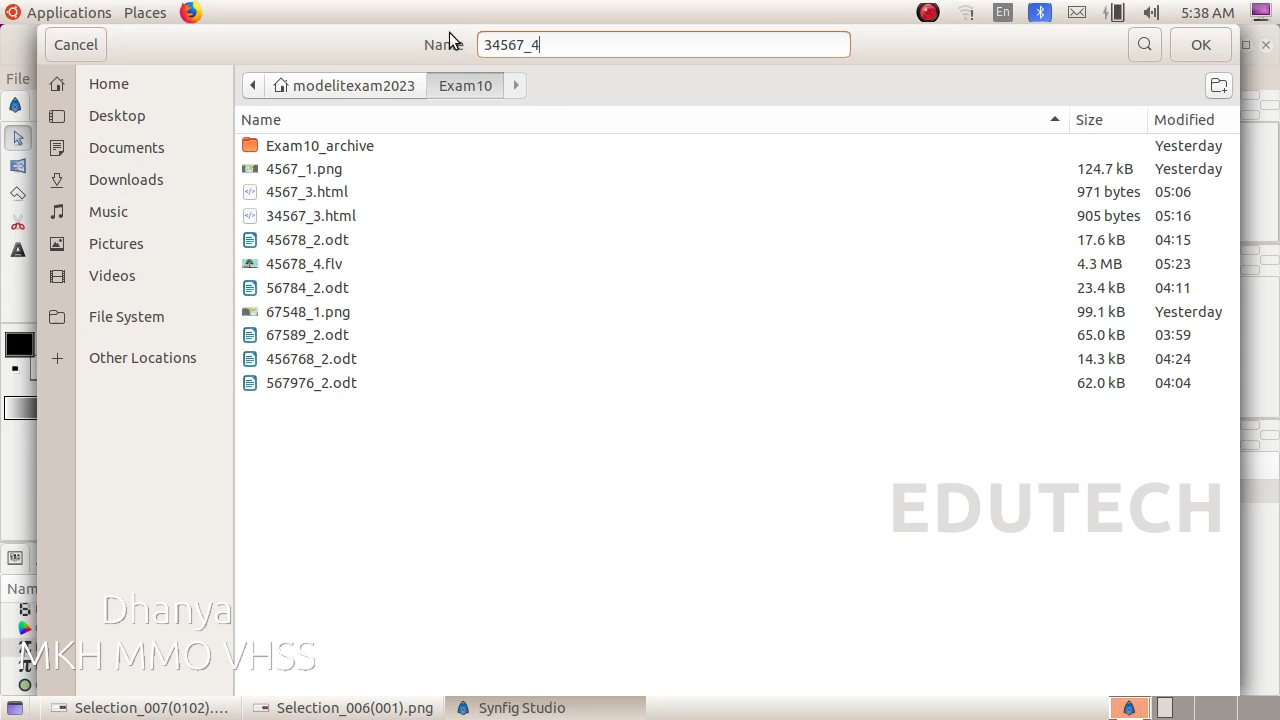 Applications Places En 5:38 AM
Cancel Name 34567_4 OK
File
modelitexam2023 Exam10
Home
Desktop
Documents
Downloads
Music
Pictures
Videos
File System
Other Locations
Name Size Modified
Exam10_archive Yesterday
4567_1.png 124.7 kB Yesterday
4567_3.html 971 bytes 05:06
34567_3.html 905 bytes 05:16
45678_2.odt 17.6 kB 04:15
45678_4.flv 4.3 MB 05:23
56784_2.odt 23.4 kB 04:11
67548_1.png 99.1 kB Yesterday
67589_2.odt 65.0 kB 03:59
456768_2.odt 14.3 kB 04:24
567976_2.odt 62.0 kB 04:04
EDUTECH
Nam
Dhanya
MKH MMO VHSS
Selection_007(0102).... Selection_006(001).png Synfig Studio